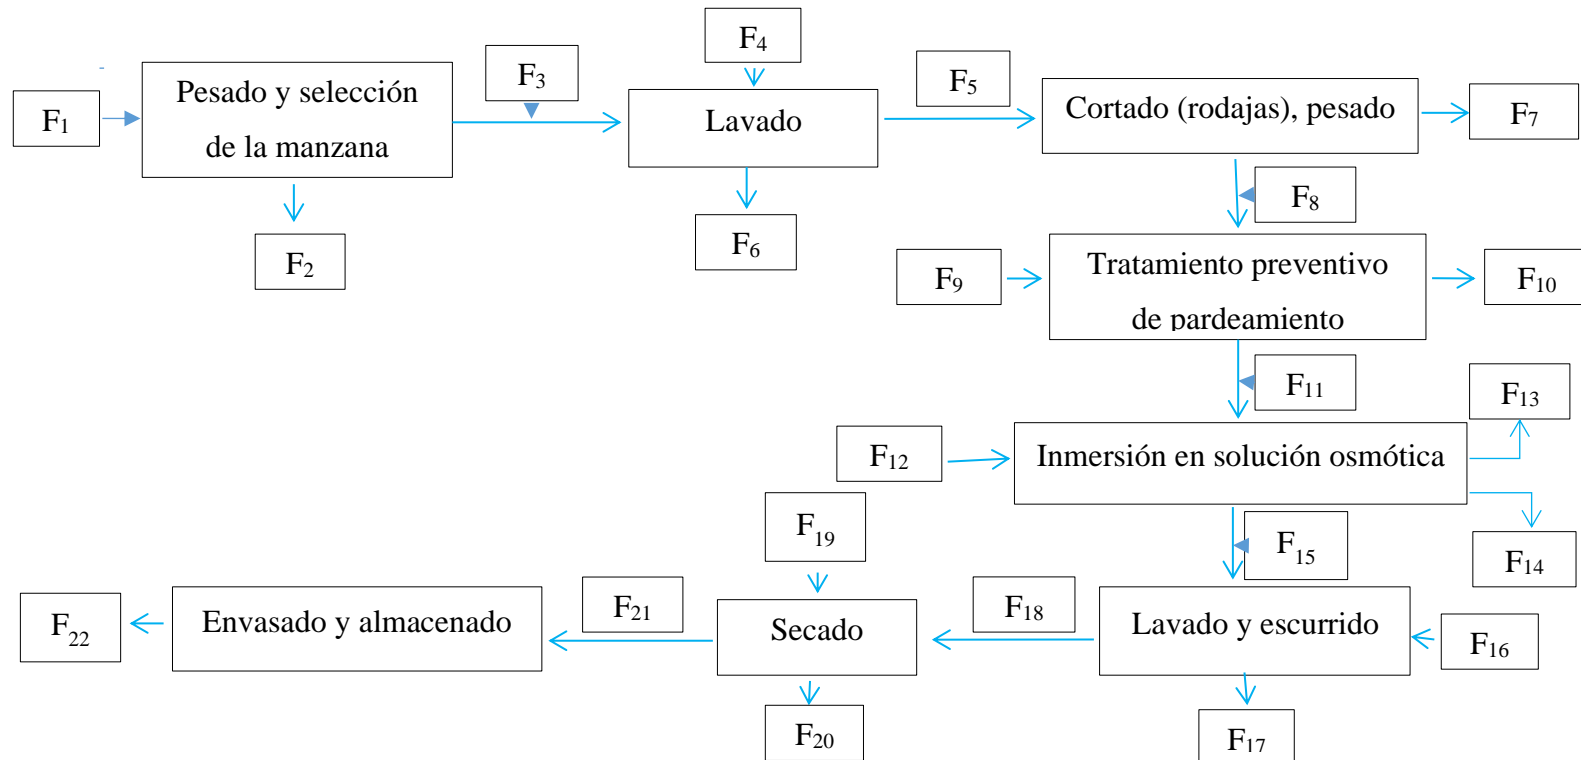 F1
Pesado y selección
de la manzana
F2
F3
F4
Lavado
F6
F5
Cortado (rodajas), pesado
F7
F8
F9
Tratamiento preventivo
de pardeamiento
F10
F11
F12
Inmersión en solución osmótica
F13
F14
F15
Lavado y escurrido
F16
F17
F18
F19
Secado
F20
F21
Envasado y almacenado
F22